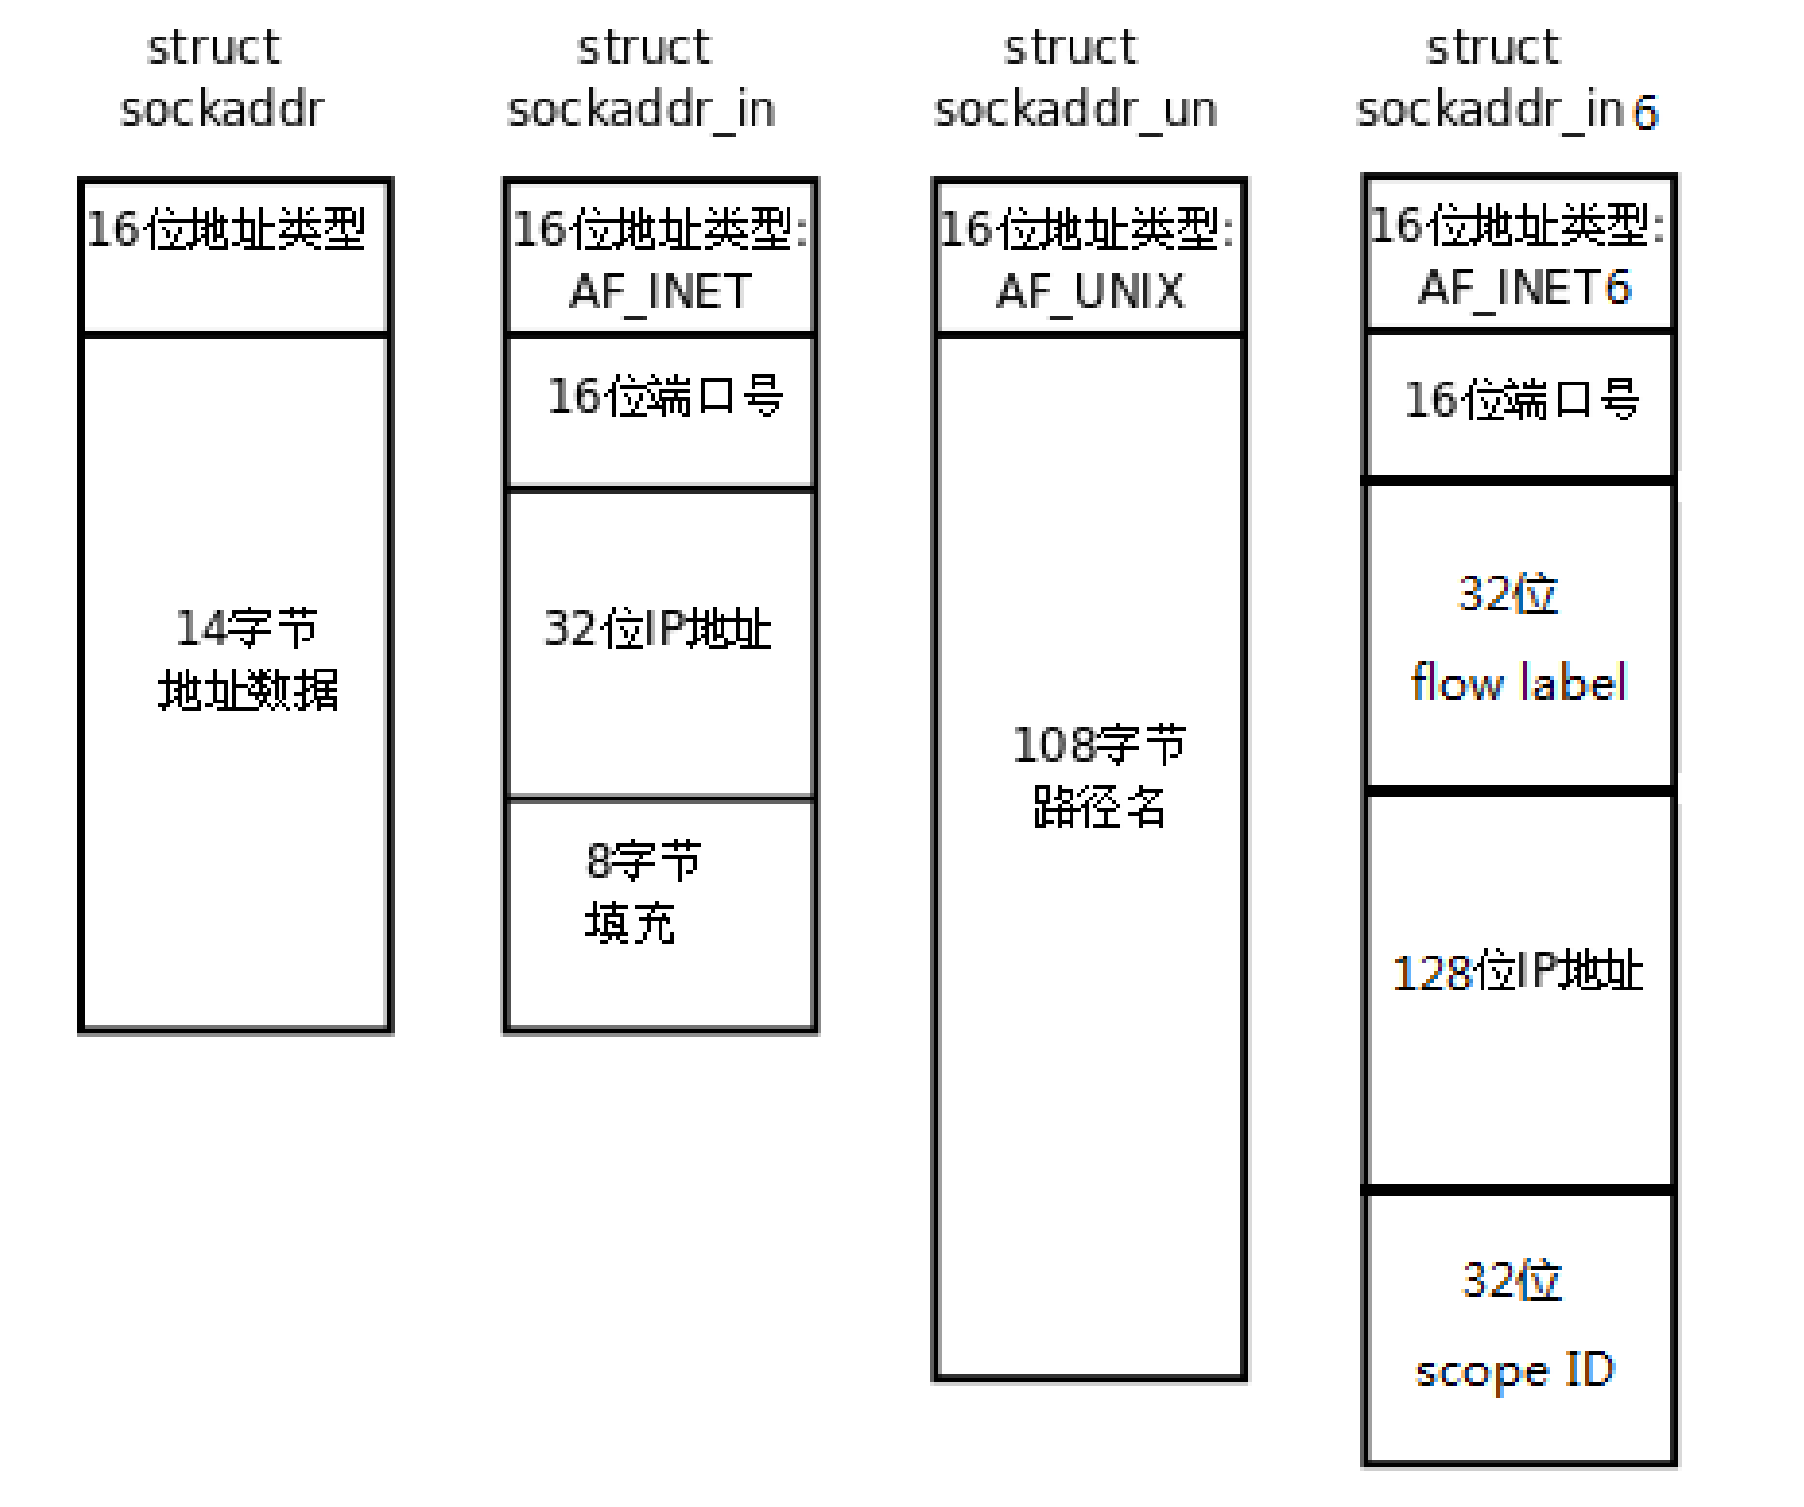 struct
sockaddr
16位地址类型
14字节
地址数据
struct
sockaddr_in
16位地址类型:
AF_INET
16位端口号
32位IP地址
8字节
填充
struct
sockaddr_un
16位地址类型:
AF_UNIX
108字节
路径名
struct
sockaddr_in6
16位地址类型:
AF_INET6
16位端口号
32位
flow label
128位IP地址
32位
scope ID